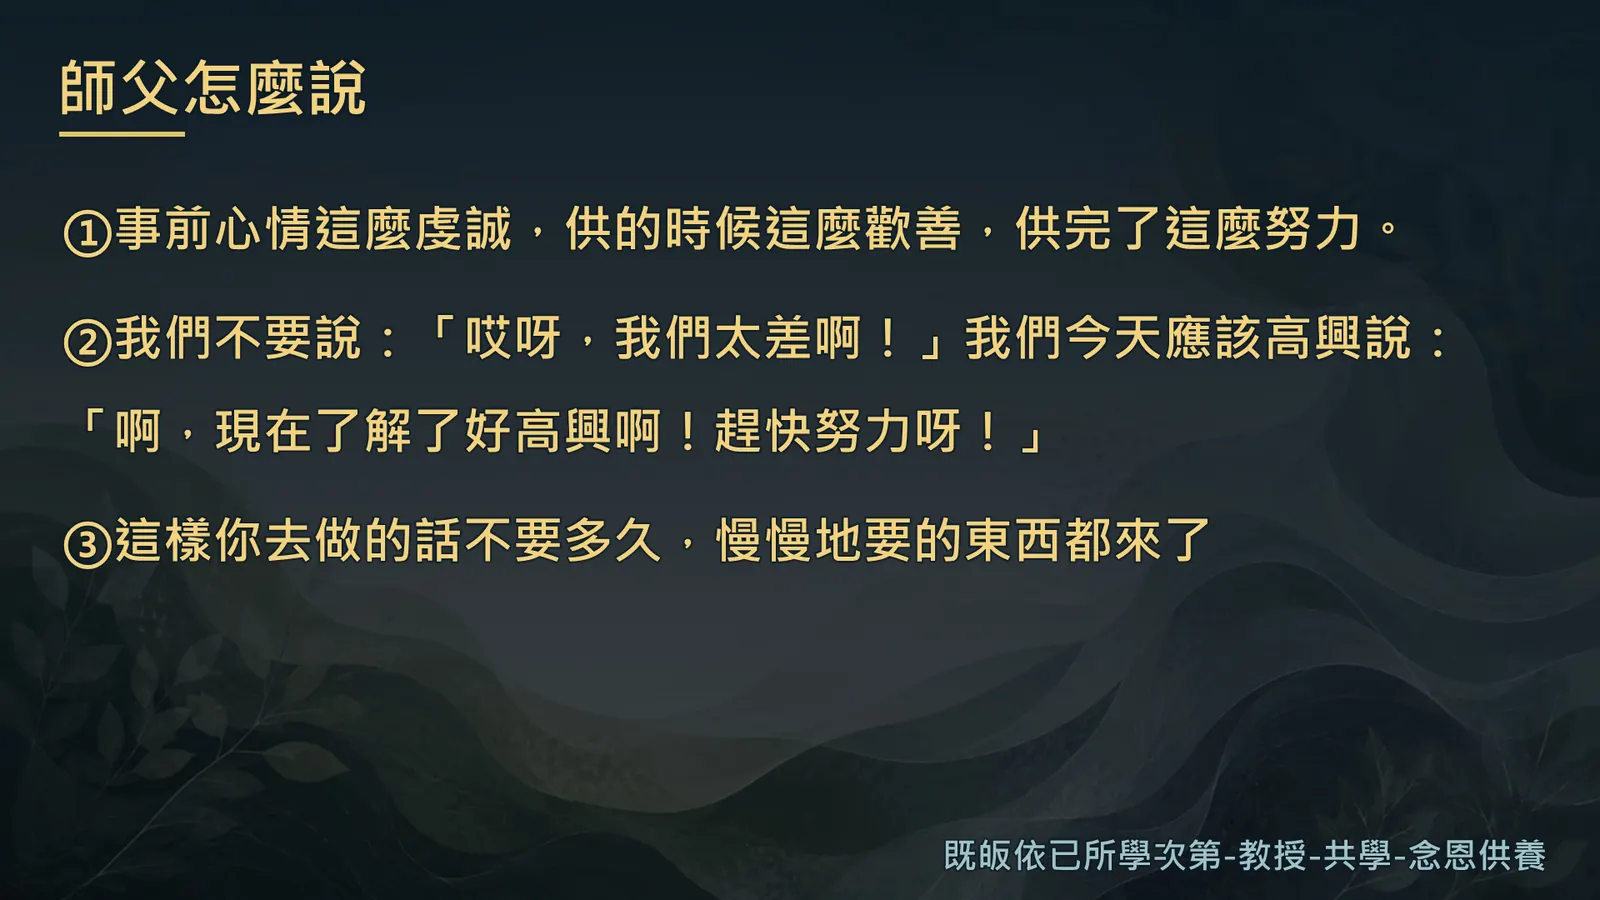 師父怎麼說
①事前心情這麼虔誠，供的時候這麼歡善，供完了這麼努力。
②我們不要說：「哎呀，我們太差啊！」我們今天應該高興說：
「啊，現在了解了好高興啊！趕快努力呀！」
③這樣你去做的話不要多久，慢慢地要的東西都來了
既皈依已所學次第-教授-共學-念恩供養